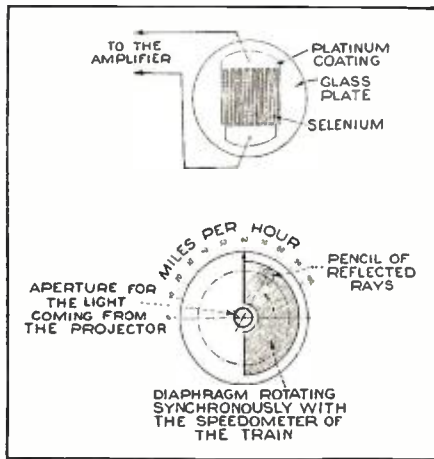 TO THE
AMPLIFIER
PLATINUM
COATING
GLASS
PLATE
SELENIUM
MILES PER HOUR
PENCIL OF
REFLECTED
RAYS
APERTURE FOR
THE LIGHT
COMING FROM
THE PROJECTOR
DIAPHRAGM ROTATING
SYNCHRONOUSLY WITH
THE SPEEDOMETER OF
THE TRAIN